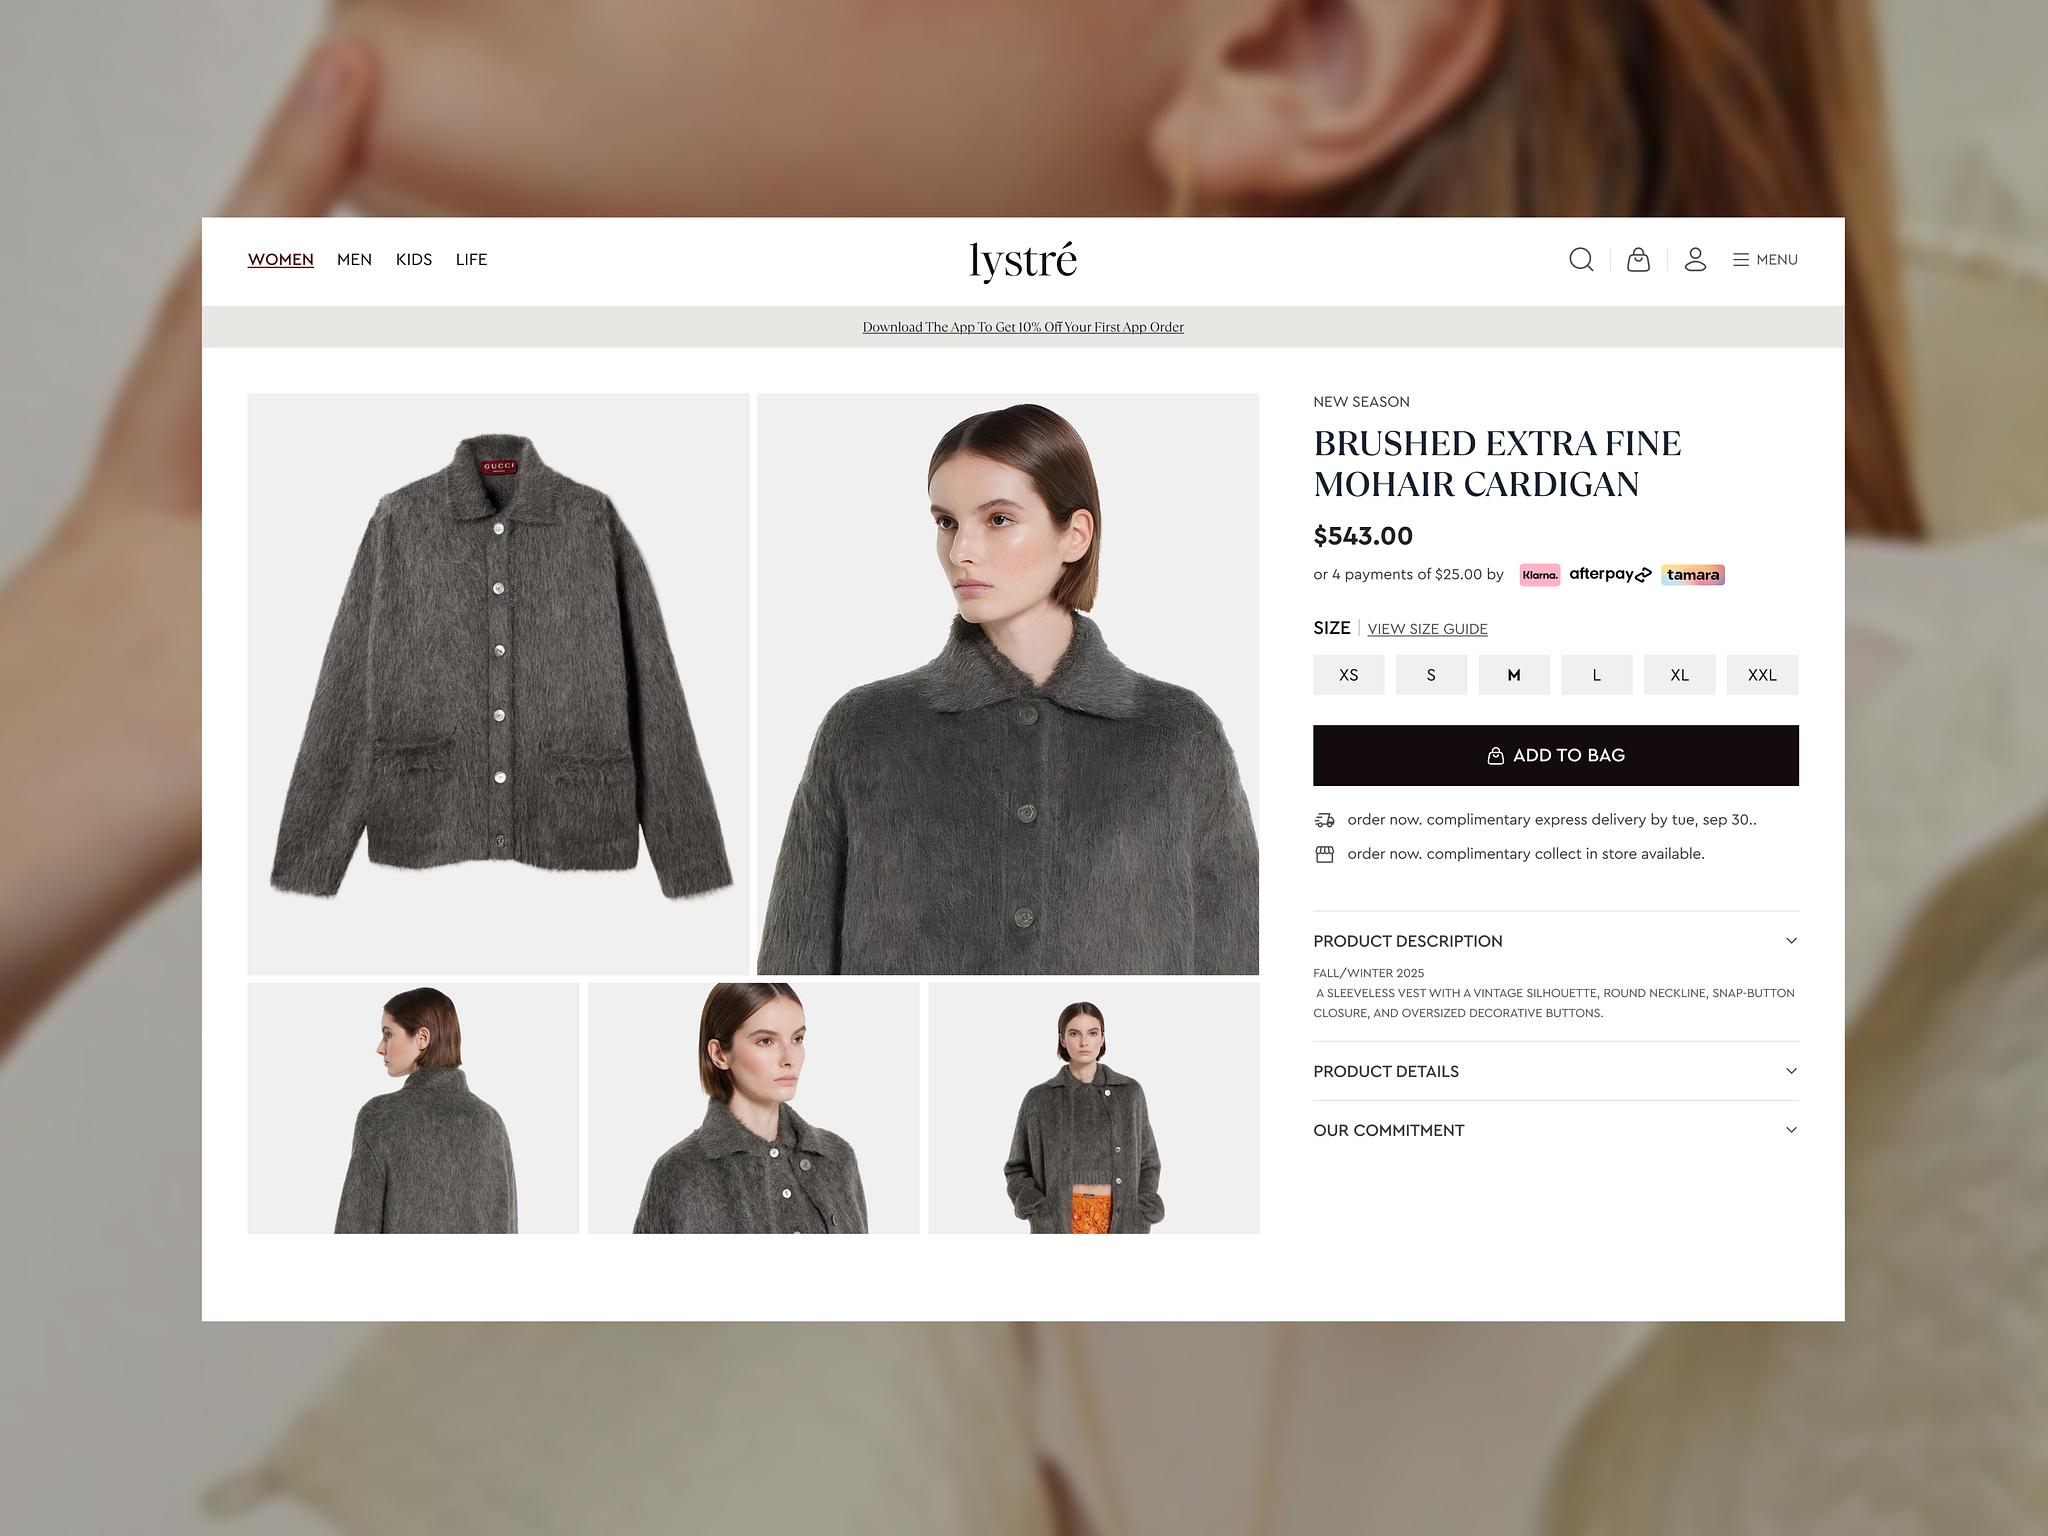 WOMEN MEN KIDS LIFE
lystré
MENU
Download The App To Get 10% Off Your First App Order
GUCCI
NEW SEASON
BRUSHED EXTRA FINE
MOHAIR CARDIGAN
$543.00
or 4 payments of $25.00 by Klarna. afterpay tamara
SIZE VIEW SIZE GUIDE
XS S M L XL XXL
ADD TO BAG
order now. complimentary express delivery by tue, sep 30..
order now. complimentary collect in store available.
PRODUCT DESCRIPTION
FALL/WINTER 2025
A SLEEVELESS VEST WITH A VINTAGE SILHOUETTE, ROUND NECKLINE, SNAP-BUTTON
CLOSURE, AND OVERSIZED DECORATIVE BUTTONS.
PRODUCT DETAILS
OUR COMMITMENT